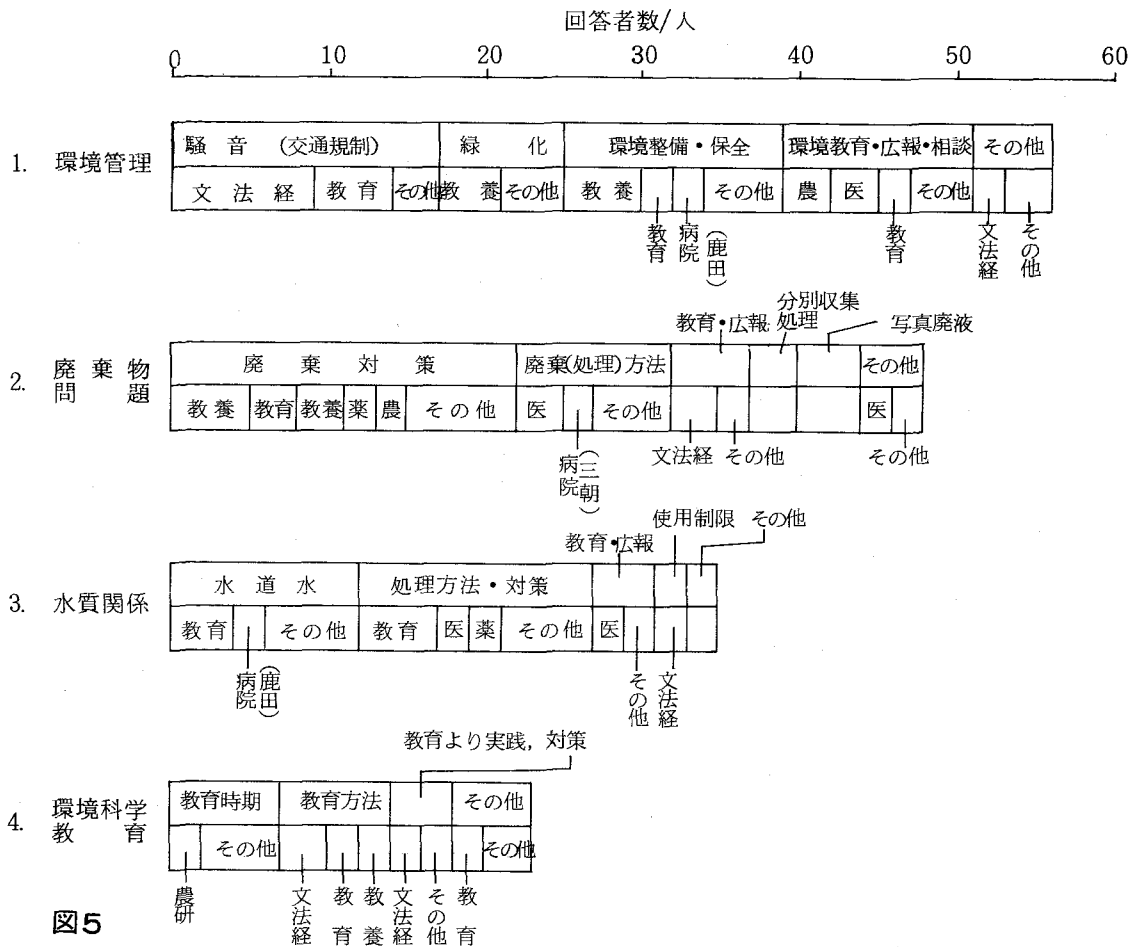 回答者数/人
0 10 20 30 40 50 60
騒音 (交通規制) 緑化 環境整備・保全 環境教育・広報・相談 その他
1. 環境管理
文法経 教育 その他 教養 その他 教養 その他 農 医 その他
教育 病院(鹿田) 教育 文法経 その他
分別収集
教育・広報 処理 写真廃液
廃棄対策 廃棄(処理)方法 その他
2. 廃棄物
問題
教養 教育 教養 薬 農 その他 医 その他 医
病院(三朝) 文法経 その他 その他
使用制限 その他
教育・広報
水道水 処理方法・対策
3. 水質関係
教育 その他 教育 医 薬 その他 医
病院(鹿田) その他 文法経
教育より実践,対策
教育時期 教育方法 その他
4. 環境科学
教育
その他 その他
農研 文法経 教育 教養 文法経 その他 教育
図5